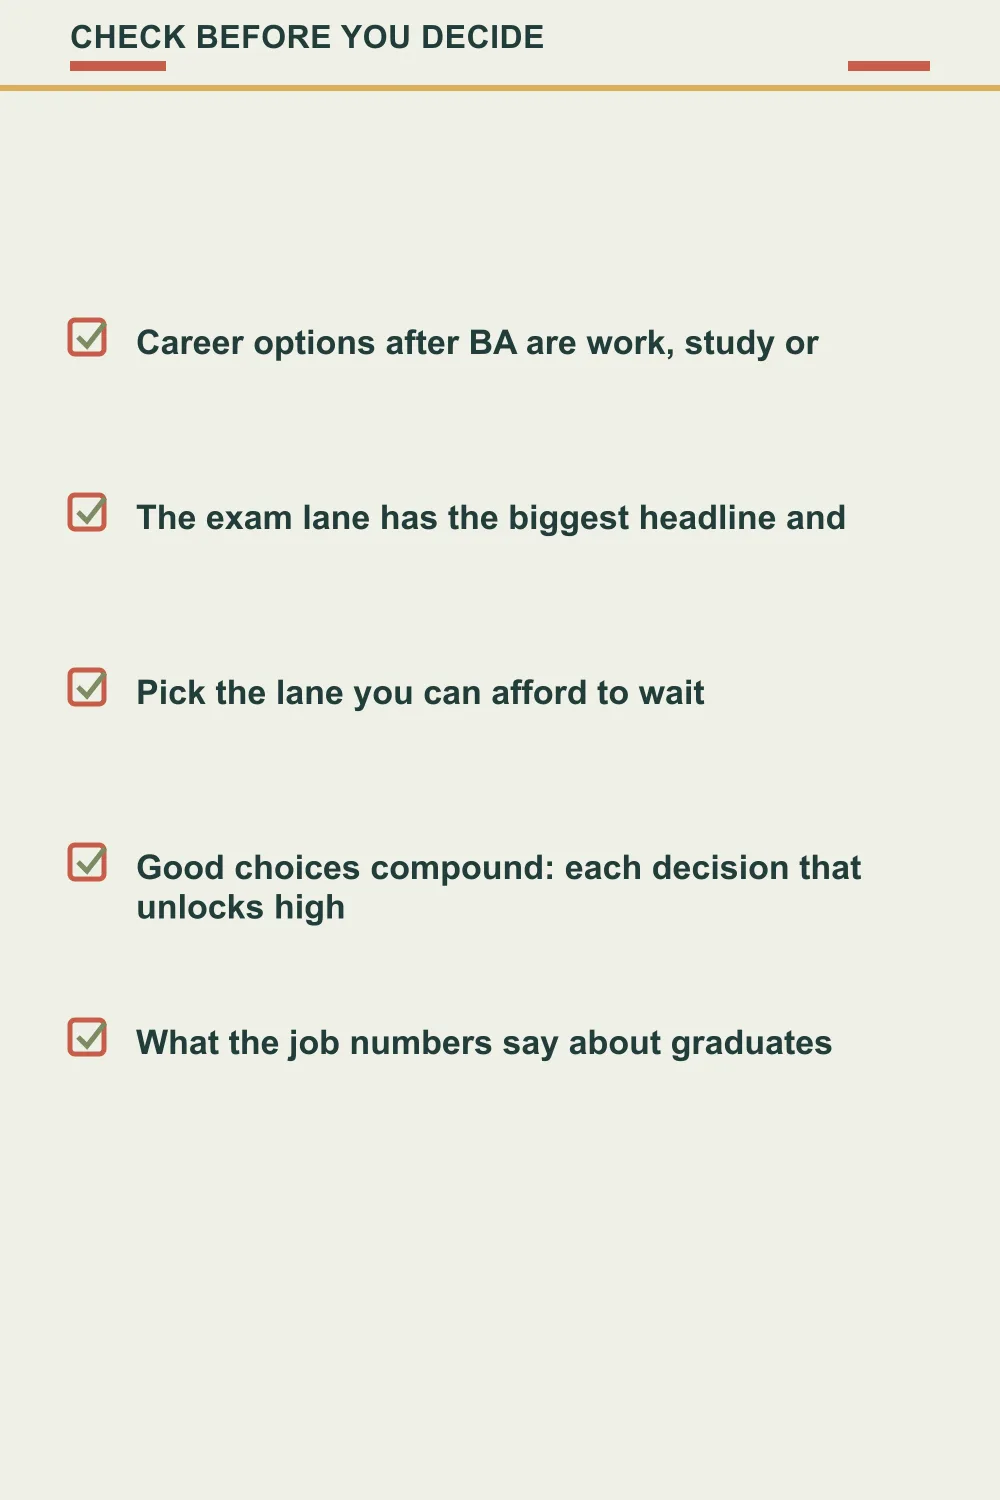 CHECK BEFORE YOU DECIDE
Career options after BA are work, study or
The exam lane has the biggest headline and
Pick the lane you can afford to wait
Good choices compound: each decision that
unlocks high
What the job numbers say about graduates